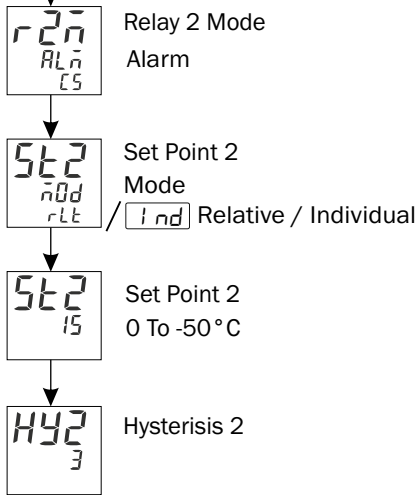 r2m Relay 2 Mode
ALm Alarm
CS
St2 Set Point 2
mOd Mode
rLt / Ind Relative / Individual
St2 Set Point 2
15 0 To -50°C
HY2 Hysterisis 2
3